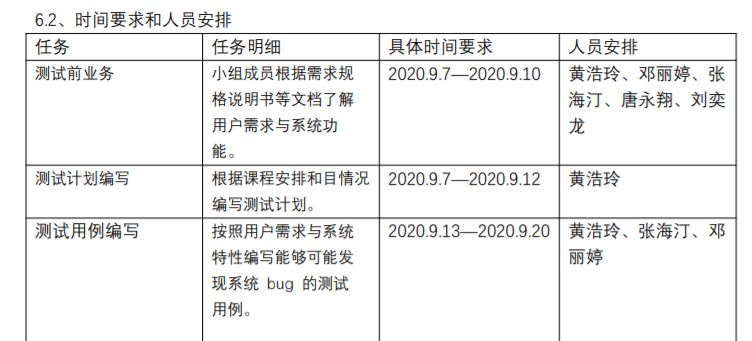 6.2、时间要求和人员安排
任务 任务明细 具体时间要求 人员安排
测试前业务 小组成员根据需求规 2020.9.7—2020.9.10 黄浩玲、邓丽婷、张
格说明书等文档了解 海汀、唐永翔、刘奕
用户需求与系统功 龙
能。
测试计划编写 根据课程安排和目情况 2020.9.7—2020.9.12 黄浩玲
编写测试计划。
测试用例编写 按照用户需求与系统 2020.9.13—2020.9.20 黄浩玲、张海汀、邓
特性编写能够可能发 丽婷
现系统 bug 的测试
用例。